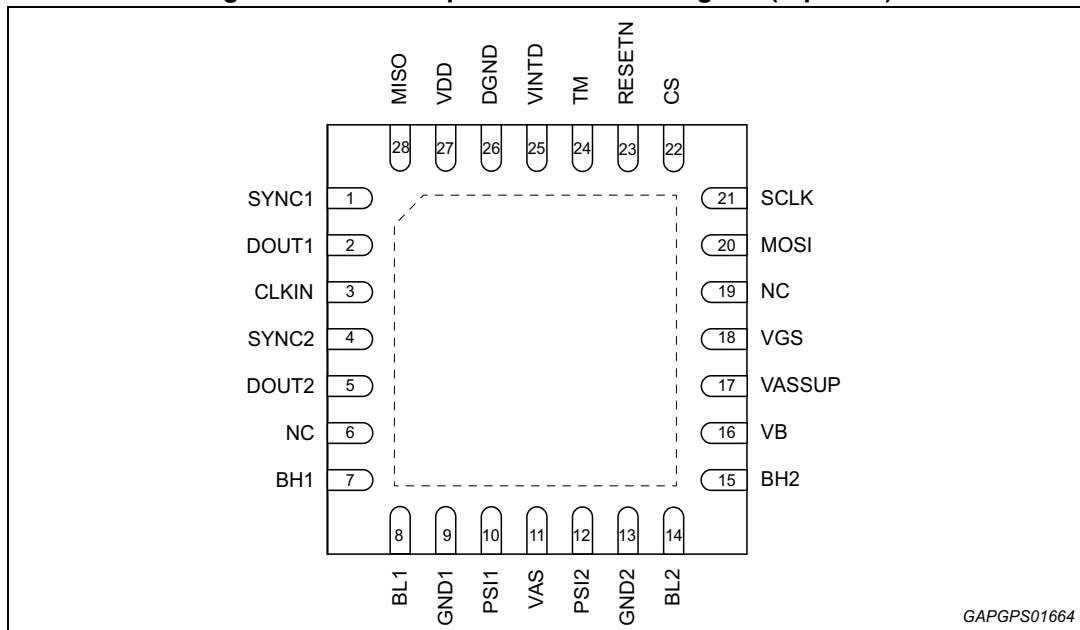 MISO
VDD
DGND
VINTD
TM
RESETN
CS
28
27
26
25
24
23
22
SYNC1 1
DOUT1 2
CLKIN 3
SYNC2 4
DOUT2 5
NC 6
BH1 7
21 SCLK
20 MOSI
19 NC
18 VGS
17 VASSUP
16 VB
15 BH2
8
9
10
11
12
13
14
BL1
GND1
PSI1
VAS
PSI2
GND2
BL2
GAPGPS01664